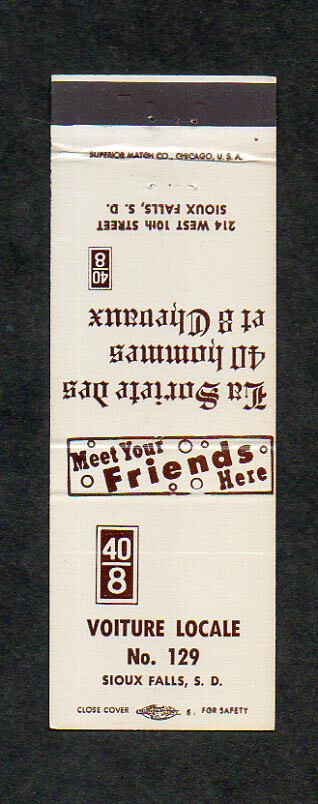 SUPERIOR MATCH CO., CHICAGO, U. S. A.
La Societe des
40 hommes
et 8 Chevaux
40
8
214 WEST 10th STREET
SIOUX FALLS, S. D.
Meet Your
Friends
Here
40
8
VOITURE LOCALE
No. 129
SIOUX FALLS, S. D.
CLOSE COVER
6. FOR SAFETY